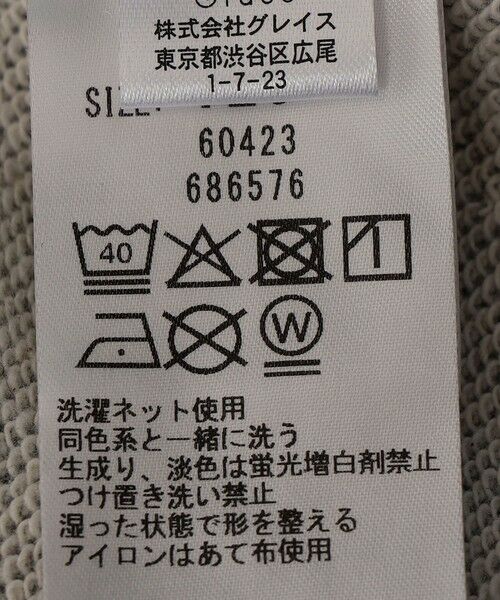 株式会社グレイス
東京都渋谷区広尾
1-7-23
SIZE:
60423
686576
40
W
洗濯ネット使用
同色系と一緒に洗う
生成り、淡色は蛍光増白剤禁止
つけ置き洗い禁止
湿った状態で形を整える
アイロンはあて布使用